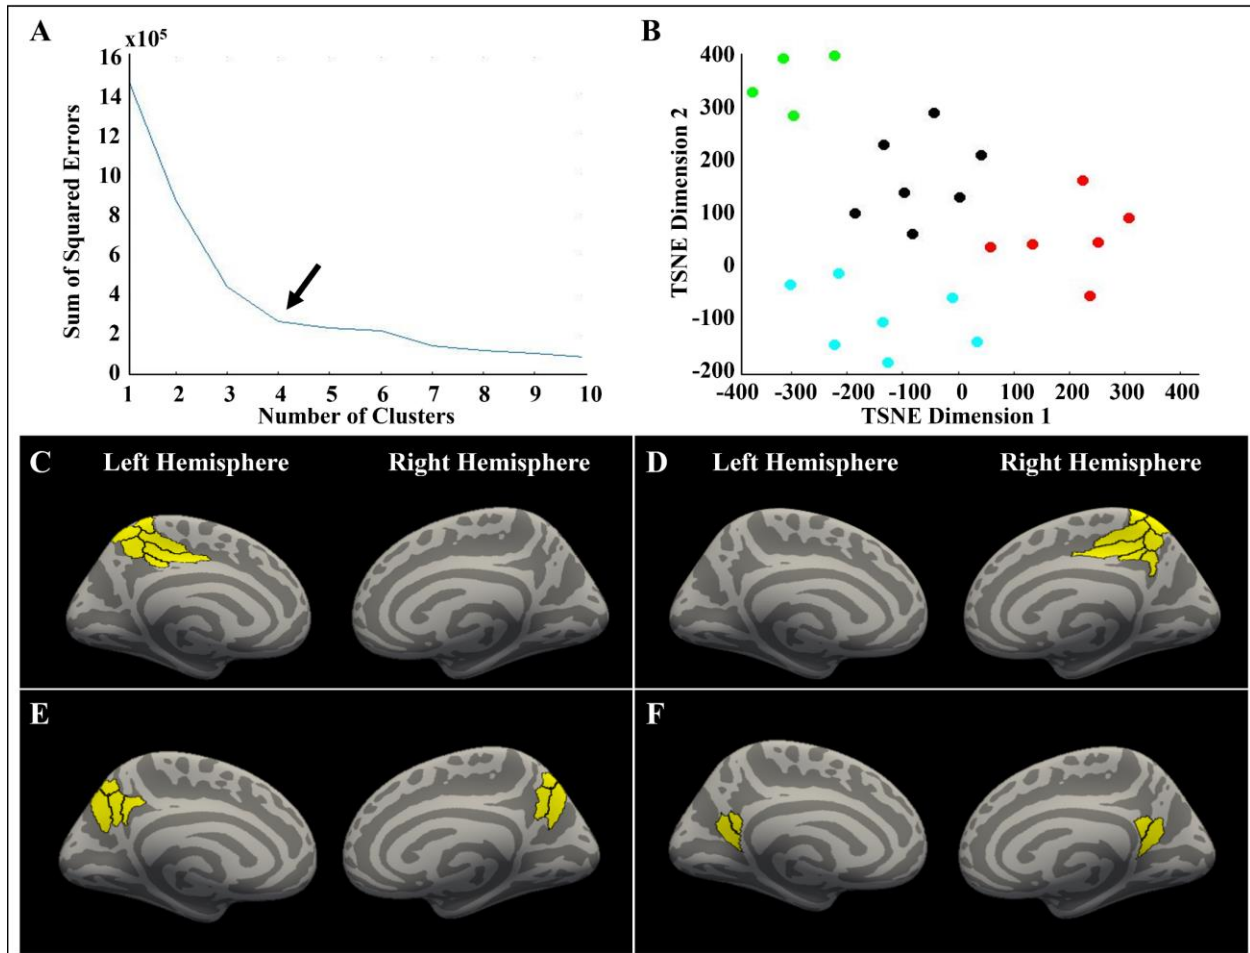 A
x10⁵
16
14
12
10
8
6
4
2
0
Sum of Squared Errors
1 2 3 4 5 6 7 8 9 10
Number of Clusters
B
400
300
200
100
0
-100
-200
TSNE Dimension 2
-400 -300 -200 -100 0 100 200 300 400
TSNE Dimension 1
C
Left Hemisphere Right Hemisphere
D
Left Hemisphere Right Hemisphere
E
F